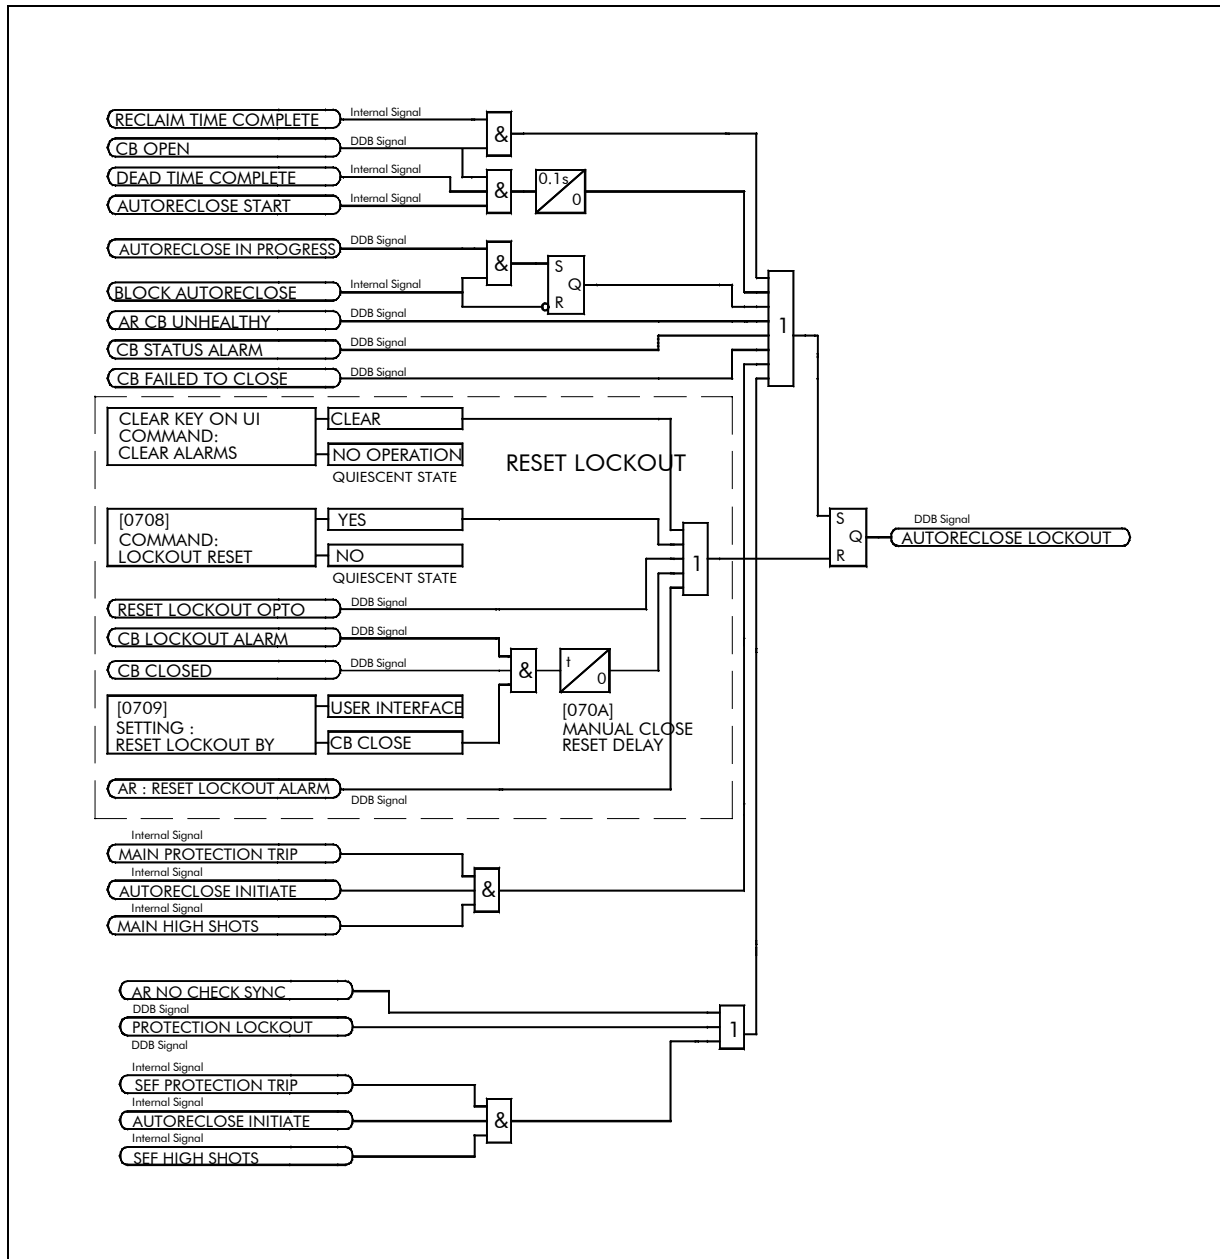 RECLAIM TIME COMPLETE
Internal Signal
&
CB OPEN
DDB Signal
DEAD TIME COMPLETE
Internal Signal
&
0.1s
0
AUTORECLOSE START
Internal Signal
AUTORECLOSE IN PROGRESS
DDB Signal
&
S
Q
R
BLOCK AUTORECLOSE
Internal Signal
AR CB UNHEALTHY
DDB Signal
1
CB STATUS ALARM
DDB Signal
CB FAILED TO CLOSE
DDB Signal
CLEAR KEY ON UI
COMMAND:
CLEAR ALARMS
CLEAR
NO OPERATION
QUIESCENT STATE
RESET LOCKOUT
[0708]
COMMAND:
LOCKOUT RESET
YES
NO
QUIESCENT STATE
1
S
Q
R
DDB Signal
AUTORECLOSE LOCKOUT
RESET LOCKOUT OPTO
DDB Signal
CB LOCKOUT ALARM
DDB Signal
CB CLOSED
DDB Signal
&
t
0
[0709]
SETTING :
RESET LOCKOUT BY
USER INTERFACE
CB CLOSE
[070A]
MANUAL CLOSE
RESET DELAY
AR : RESET LOCKOUT ALARM
DDB Signal
Internal Signal
MAIN PROTECTION TRIP
Internal Signal
AUTORECLOSE INITIATE
&
Internal Signal
MAIN HIGH SHOTS
AR NO CHECK SYNC
DDB Signal
PROTECTION LOCKOUT
1
DDB Signal
Internal Signal
SEF PROTECTION TRIP
Internal Signal
AUTORECLOSE INITIATE
&
Internal Signal
SEF HIGH SHOTS